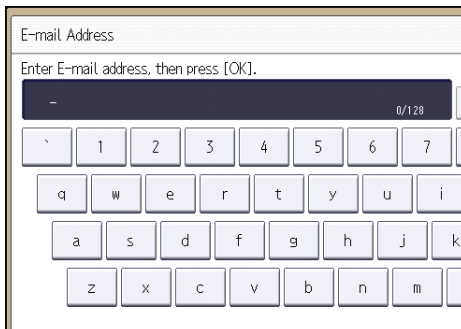 E-mail Address
Enter E-mail address, then press [OK].
_
0/128
` 1 2 3 4 5 6 7
q w e r t y u i
a s d f g h j k
z x c v b n m